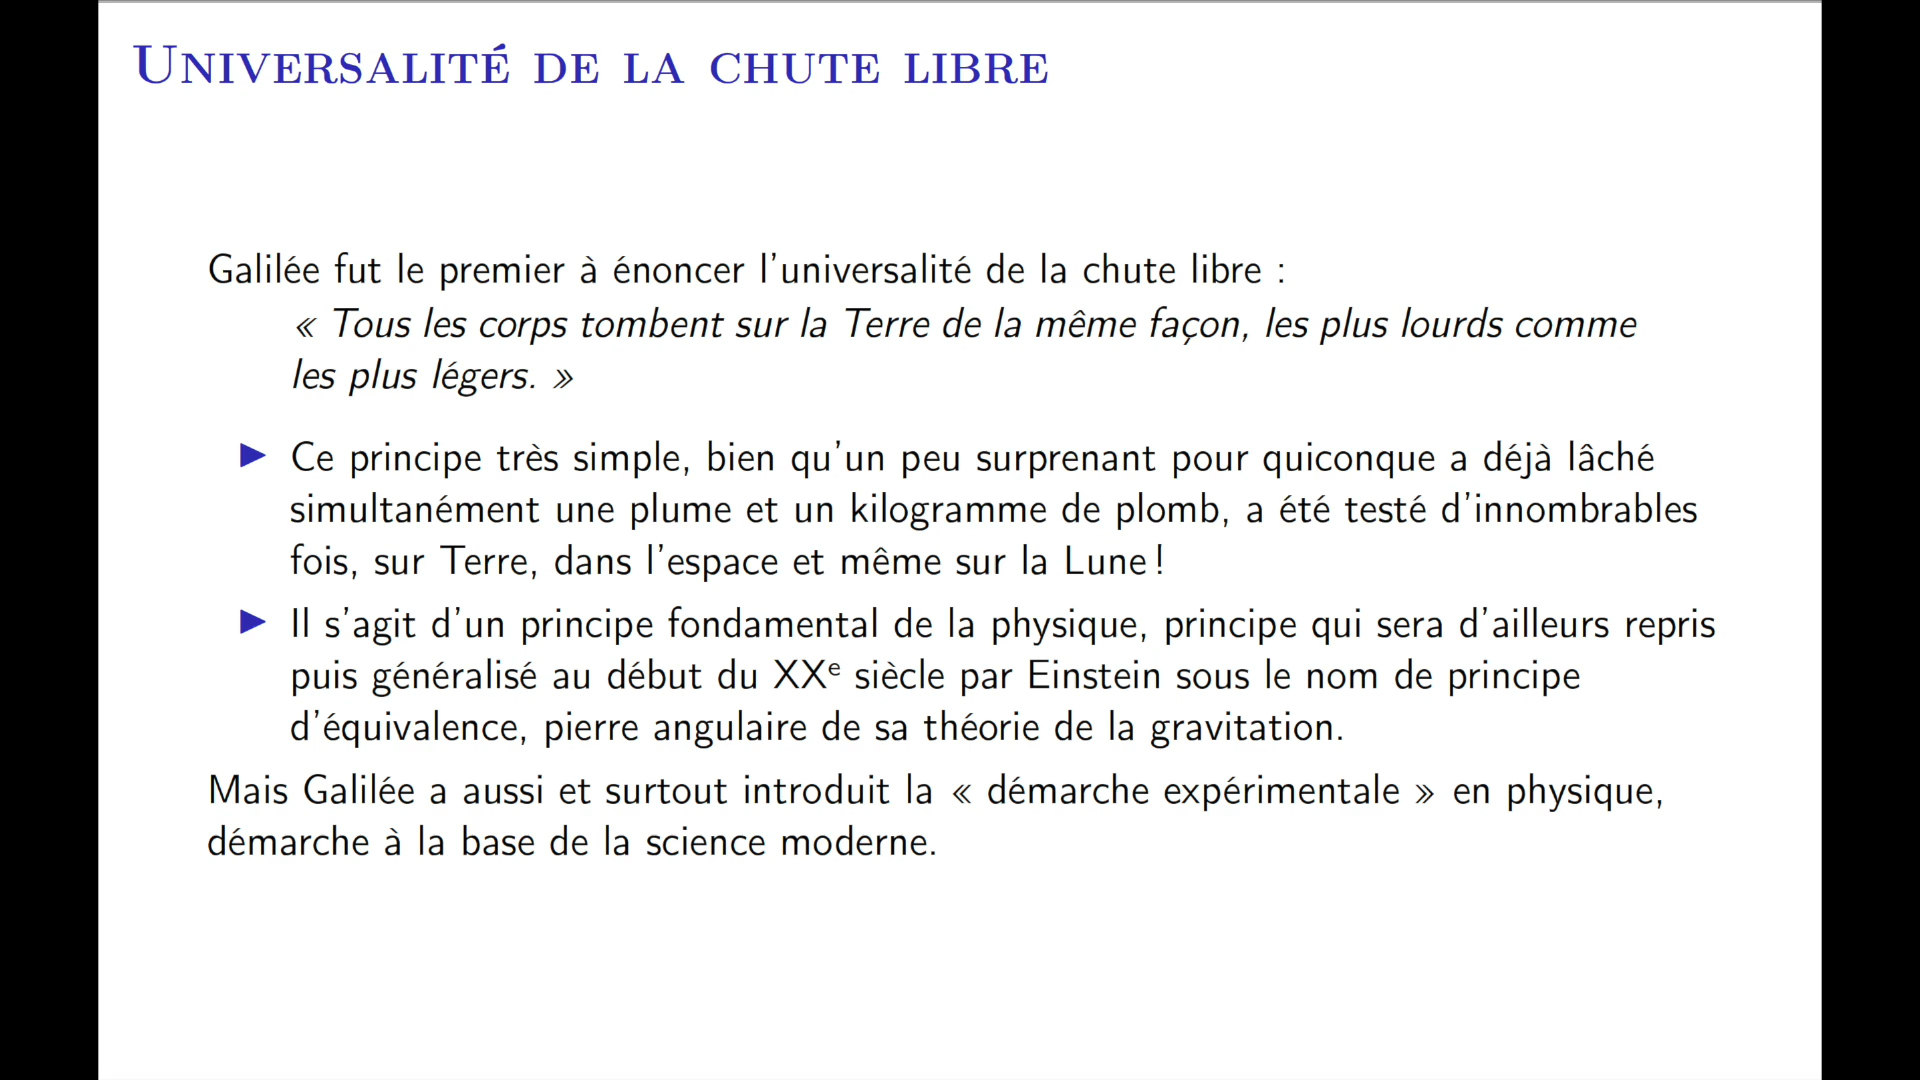 Universalité de la chute libre
Galilée fut le premier à énoncer l'universalité de la chute libre :
« Tous les corps tombent sur la Terre de la même façon, les plus lourds comme
les plus légers. »
▶ Ce principe très simple, bien qu'un peu surprenant pour quiconque a déjà lâché
simultanément une plume et un kilogramme de plomb, a été testé d'innombrables
fois, sur Terre, dans l'espace et même sur la Lune !
▶ Il s'agit d'un principe fondamental de la physique, principe qui sera d'ailleurs repris
puis généralisé au début du XXᵉ siècle par Einstein sous le nom de principe
d'équivalence, pierre angulaire de sa théorie de la gravitation.
Mais Galilée a aussi et surtout introduit la « démarche expérimentale » en physique,
démarche à la base de la science moderne.